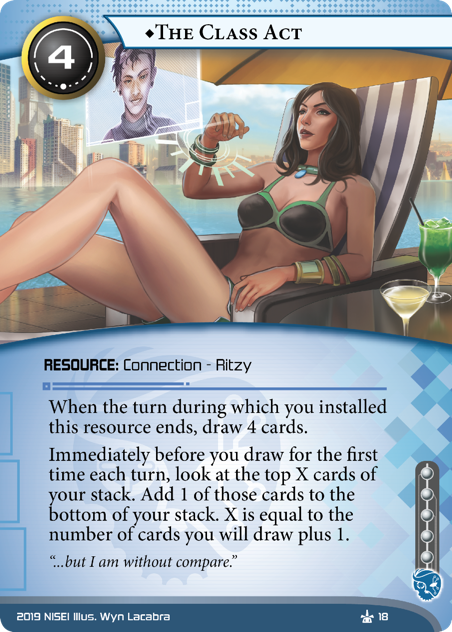 4
♦The Class Act
RESOURCE: Connection - Ritzy
When the turn during which you installed
this resource ends, draw 4 cards.
Immediately before you draw for the first
time each turn, look at the top X cards of
your stack. Add 1 of those cards to the
bottom of your stack. X is equal to the
number of cards you will draw plus 1.
“...but I am without compare.”
2019 NISEI Illus. Wyn Lacabra
18